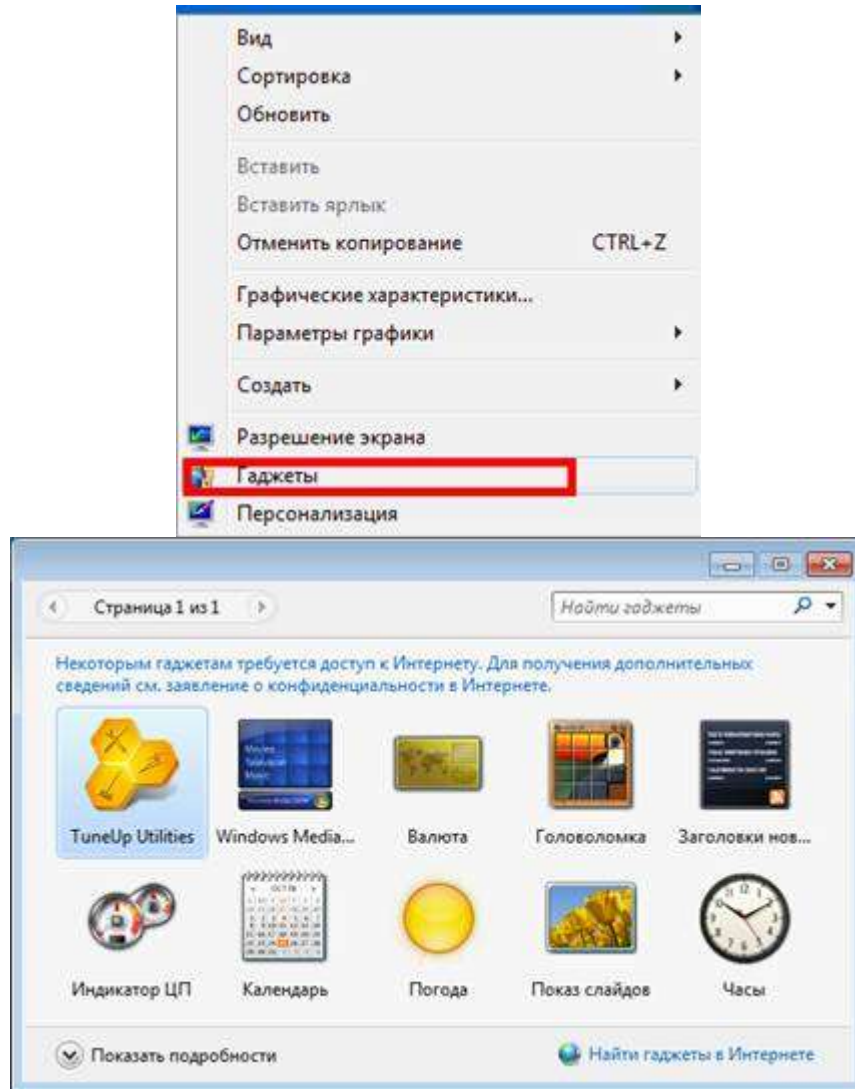 Вид
Сортировка
Обновить
Вставить
Вставить ярлык
Отменить копирование CTRL+Z
Графические характеристики...
Параметры графики
Создать
Разрешение экрана
Гаджеты
Персонализация
Страница 1 из 1 Найти гаджеты
Некоторым гаджетам требуется доступ к Интернету. Для получения дополнительных
сведений см. заявление о конфиденциальности в Интернете.
TuneUp Utilities Windows Media... Валюта Головоломка Заголовки нов...
Индикатор ЦП Календарь Погода Показ слайдов Часы
Показать подробности Найти гаджеты в Интернете